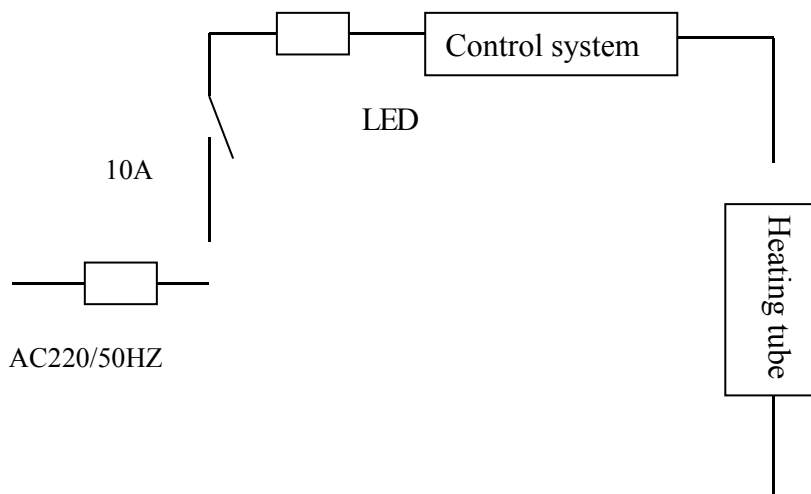 Control system
LED
10A
Heating tube
AC220/50HZ